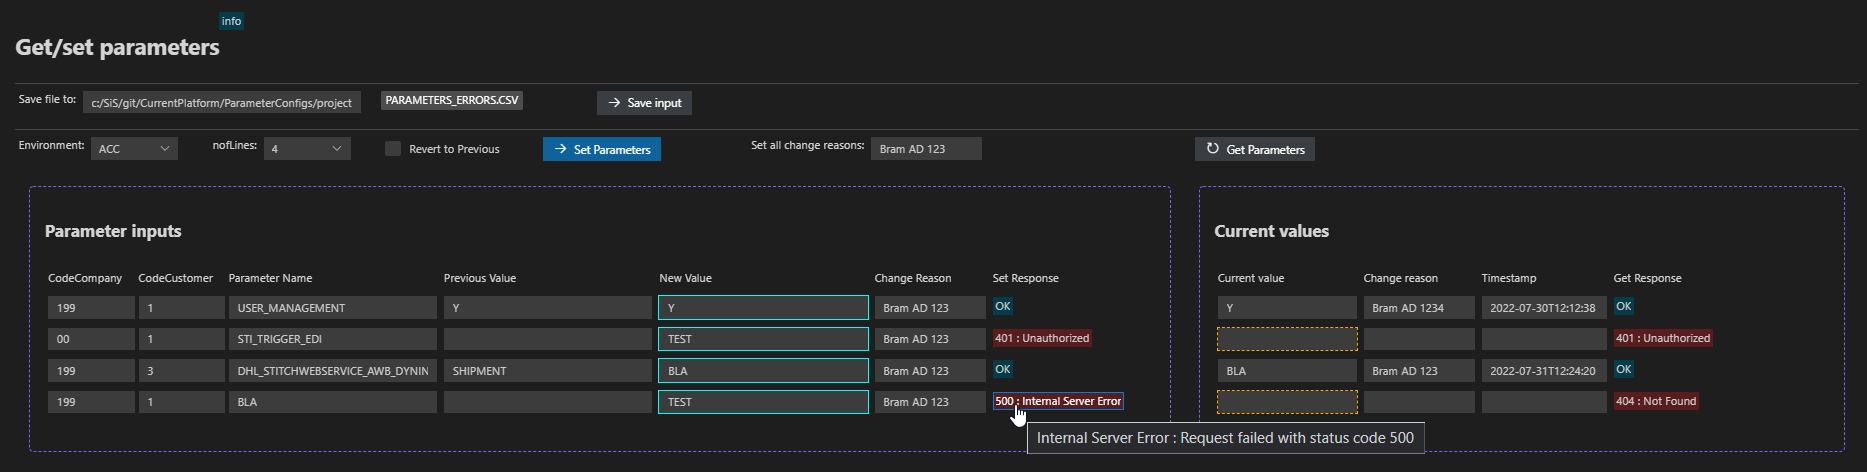 info
Get/set parameters
Save file to: c:/SiS/git/CurrentPlatform/ParameterConfigs/project PARAMETERS_ERRORS.CSV Save input
Environment: ACC nofLines: 4 Revert to Previous Set Parameters Set all change reasons: Bram AD 123 Get Parameters
Parameter inputs
CodeCompany CodeCustomer Parameter Name Previous Value New Value Change Reason Set Response
199 1 USER_MANAGEMENT Y Y Bram AD 123 OK
00 1 STI_TRIGGER_EDI TEST Bram AD 123 401 : Unauthorized
199 3 DHL_STITCHWEBSERVICE_AWB_DYNIN SHIPMENT BLA Bram AD 123 OK
199 1 BLA TEST Bram AD 123 500 : Internal Server Error
Internal Server Error : Request failed with status code 500
Current values
Current value Change reason Timestamp Get Response
Y Bram AD 1234 2022-07-30T12:12:38 OK
401 : Unauthorized
BLA Bram AD 123 2022-07-31T12:24:20 OK
404 : Not Found